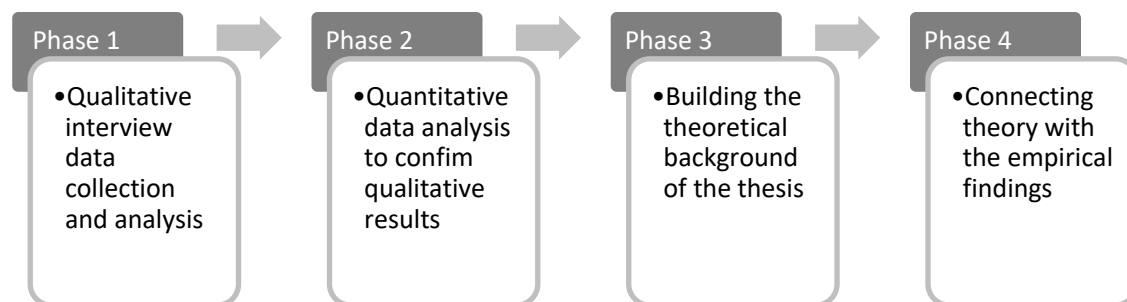 Phase 1
•Qualitative
interview
data
collection
and analysis
Phase 2
•Quantitative
data analysis
to confim
qualitative
results
Phase 3
•Building the
theoretical
background
of the thesis
Phase 4
•Connecting
theory with
the empirical
findings